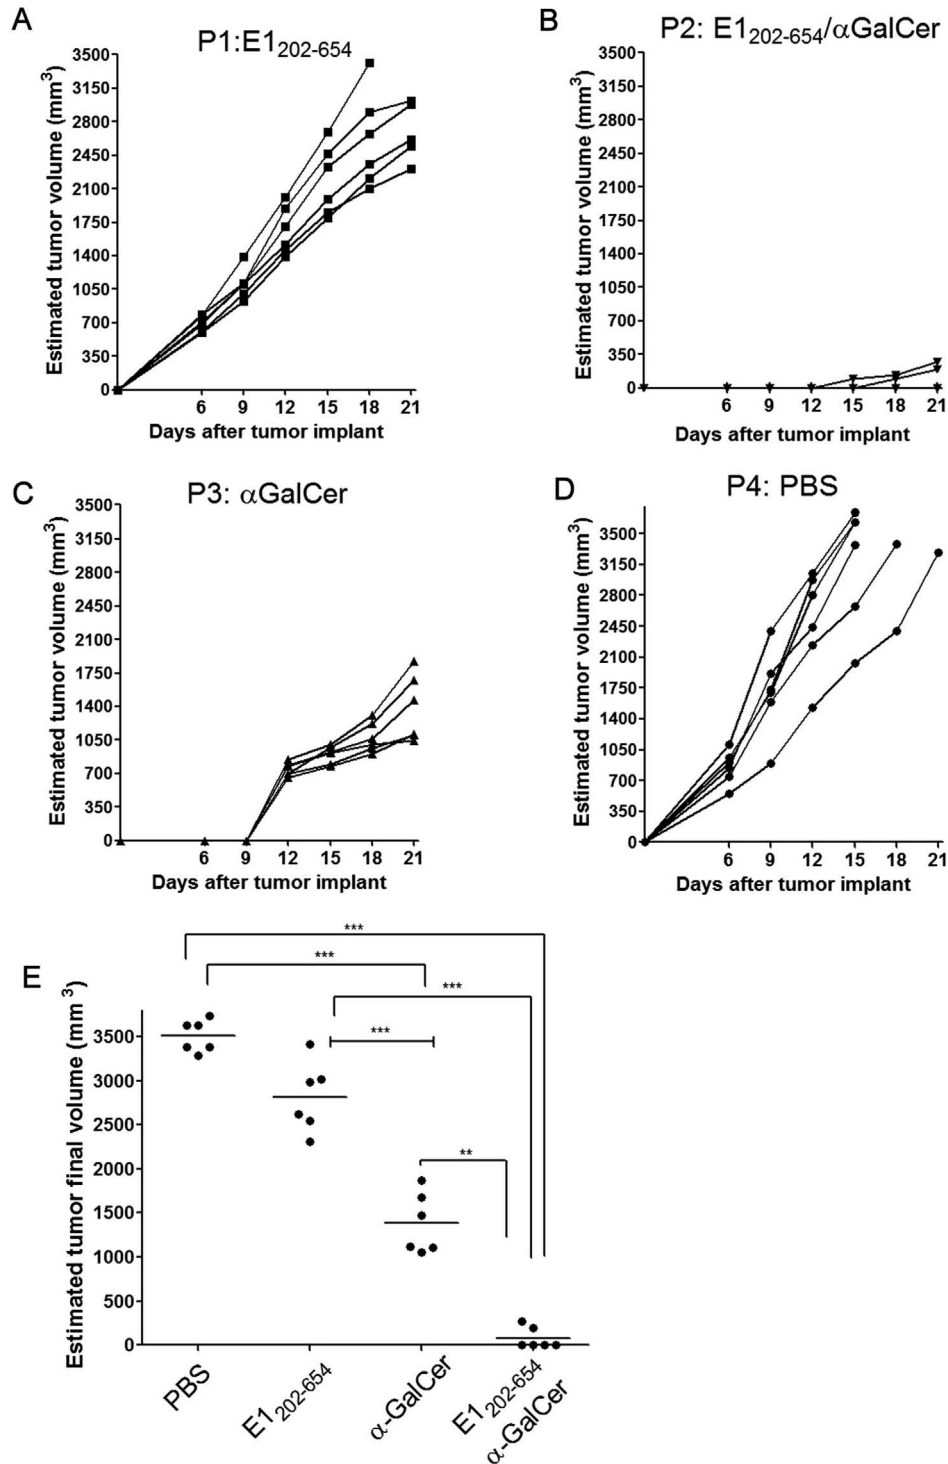 A
P1:E1202-654
Estimated tumor volume (mm3)
3500
3150
2800
2450
2100
1750
1400
1050
700
350
0
6 9 12 15 18 21
Days after tumor implant
B
P2: E1202-654/αGalCer
Estimated tumor volume (mm3)
3500
3150
2800
2450
2100
1750
1400
1050
700
350
0
6 9 12 15 18 21
Days after tumor implant
C
P3: αGalCer
Estimated tumor volume (mm3)
3500
3150
2800
2450
2100
1750
1400
1050
700
350
0
6 9 12 15 18 21
Days after tumor implant
D
P4: PBS
Estimated tumor volume (mm3)
3500
3150
2800
2450
2100
1750
1400
1050
700
350
0
6 9 12 15 18 21
Days after tumor implant
E
Estimated tumor final volume (mm 3)
3500
3000
2500
2000
1500
1000
500
0
***
***
***
***
**
PBS
E1202-654
α-GalCer
E1202-654
α-GalCer